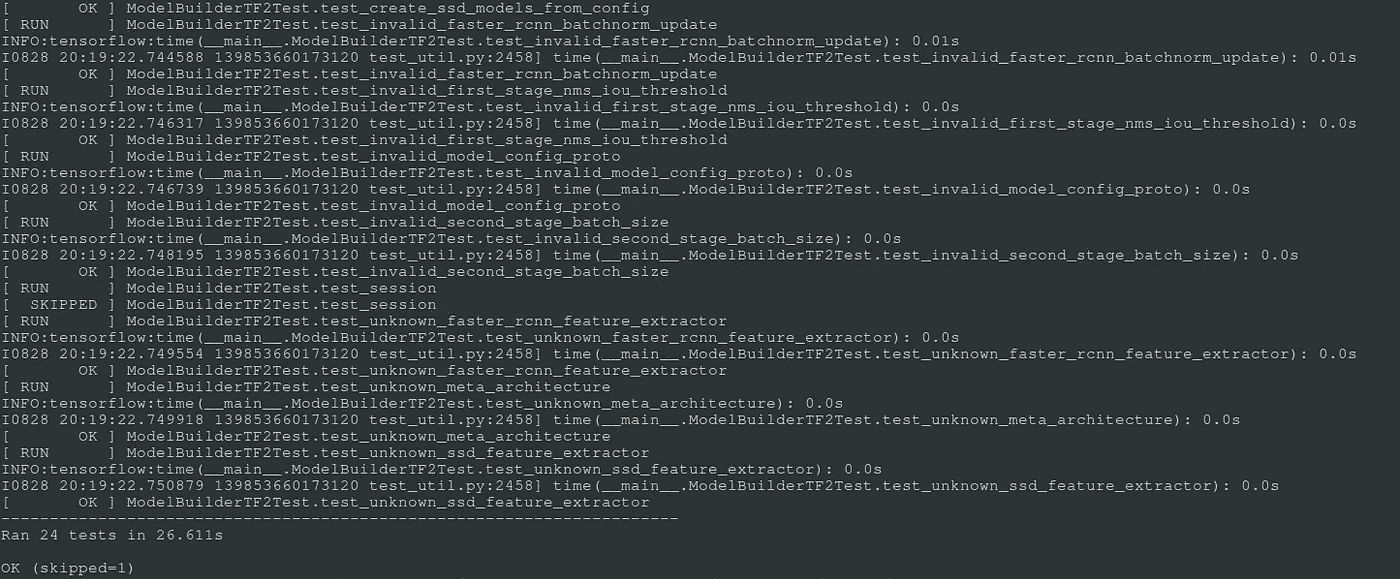 [       OK ] ModelBuilderTF2Test.test_create_ssd_models_from_config
[ RUN      ] ModelBuilderTF2Test.test_invalid_faster_rcnn_batchnorm_update
INFO:tensorflow:time(__main__.ModelBuilderTF2Test.test_invalid_faster_rcnn_batchnorm_update): 0.01s
I0828 20:19:22.744588 139853660173120 test_util.py:2458] time(__main__.ModelBuilderTF2Test.test_invalid_faster_rcnn_batchnorm_update): 0.01s
[       OK ] ModelBuilderTF2Test.test_invalid_faster_rcnn_batchnorm_update
[ RUN      ] ModelBuilderTF2Test.test_invalid_first_stage_nms_iou_threshold
INFO:tensorflow:time(__main__.ModelBuilderTF2Test.test_invalid_first_stage_nms_iou_threshold): 0.0s
I0828 20:19:22.746317 139853660173120 test_util.py:2458] time(__main__.ModelBuilderTF2Test.test_invalid_first_stage_nms_iou_threshold): 0.0s
[       OK ] ModelBuilderTF2Test.test_invalid_first_stage_nms_iou_threshold
[ RUN      ] ModelBuilderTF2Test.test_invalid_model_config_proto
INFO:tensorflow:time(__main__.ModelBuilderTF2Test.test_invalid_model_config_proto): 0.0s
I0828 20:19:22.746739 139853660173120 test_util.py:2458] time(__main__.ModelBuilderTF2Test.test_invalid_model_config_proto): 0.0s
[       OK ] ModelBuilderTF2Test.test_invalid_model_config_proto
[ RUN      ] ModelBuilderTF2Test.test_invalid_second_stage_batch_size
INFO:tensorflow:time(__main__.ModelBuilderTF2Test.test_invalid_second_stage_batch_size): 0.0s
I0828 20:19:22.748195 139853660173120 test_util.py:2458] time(__main__.ModelBuilderTF2Test.test_invalid_second_stage_batch_size): 0.0s
[       OK ] ModelBuilderTF2Test.test_invalid_second_stage_batch_size
[ RUN      ] ModelBuilderTF2Test.test_session
[  SKIPPED ] ModelBuilderTF2Test.test_session
[ RUN      ] ModelBuilderTF2Test.test_unknown_faster_rcnn_feature_extractor
INFO:tensorflow:time(__main__.ModelBuilderTF2Test.test_unknown_faster_rcnn_feature_extractor): 0.0s
I0828 20:19:22.749554 139853660173120 test_util.py:2458] time(__main__.ModelBuilderTF2Test.test_unknown_faster_rcnn_feature_extractor): 0.0s
[       OK ] ModelBuilderTF2Test.test_unknown_faster_rcnn_feature_extractor
[ RUN      ] ModelBuilderTF2Test.test_unknown_meta_architecture
INFO:tensorflow:time(__main__.ModelBuilderTF2Test.test_unknown_meta_architecture): 0.0s
I0828 20:19:22.749918 139853660173120 test_util.py:2458] time(__main__.ModelBuilderTF2Test.test_unknown_meta_architecture): 0.0s
[       OK ] ModelBuilderTF2Test.test_unknown_meta_architecture
[ RUN      ] ModelBuilderTF2Test.test_unknown_ssd_feature_extractor
INFO:tensorflow:time(__main__.ModelBuilderTF2Test.test_unknown_ssd_feature_extractor): 0.0s
I0828 20:19:22.750879 139853660173120 test_util.py:2458] time(__main__.ModelBuilderTF2Test.test_unknown_ssd_feature_extractor): 0.0s
[       OK ] ModelBuilderTF2Test.test_unknown_ssd_feature_extractor
----------------------------------------------------------------------
Ran 24 tests in 26.611s
OK (skipped=1)